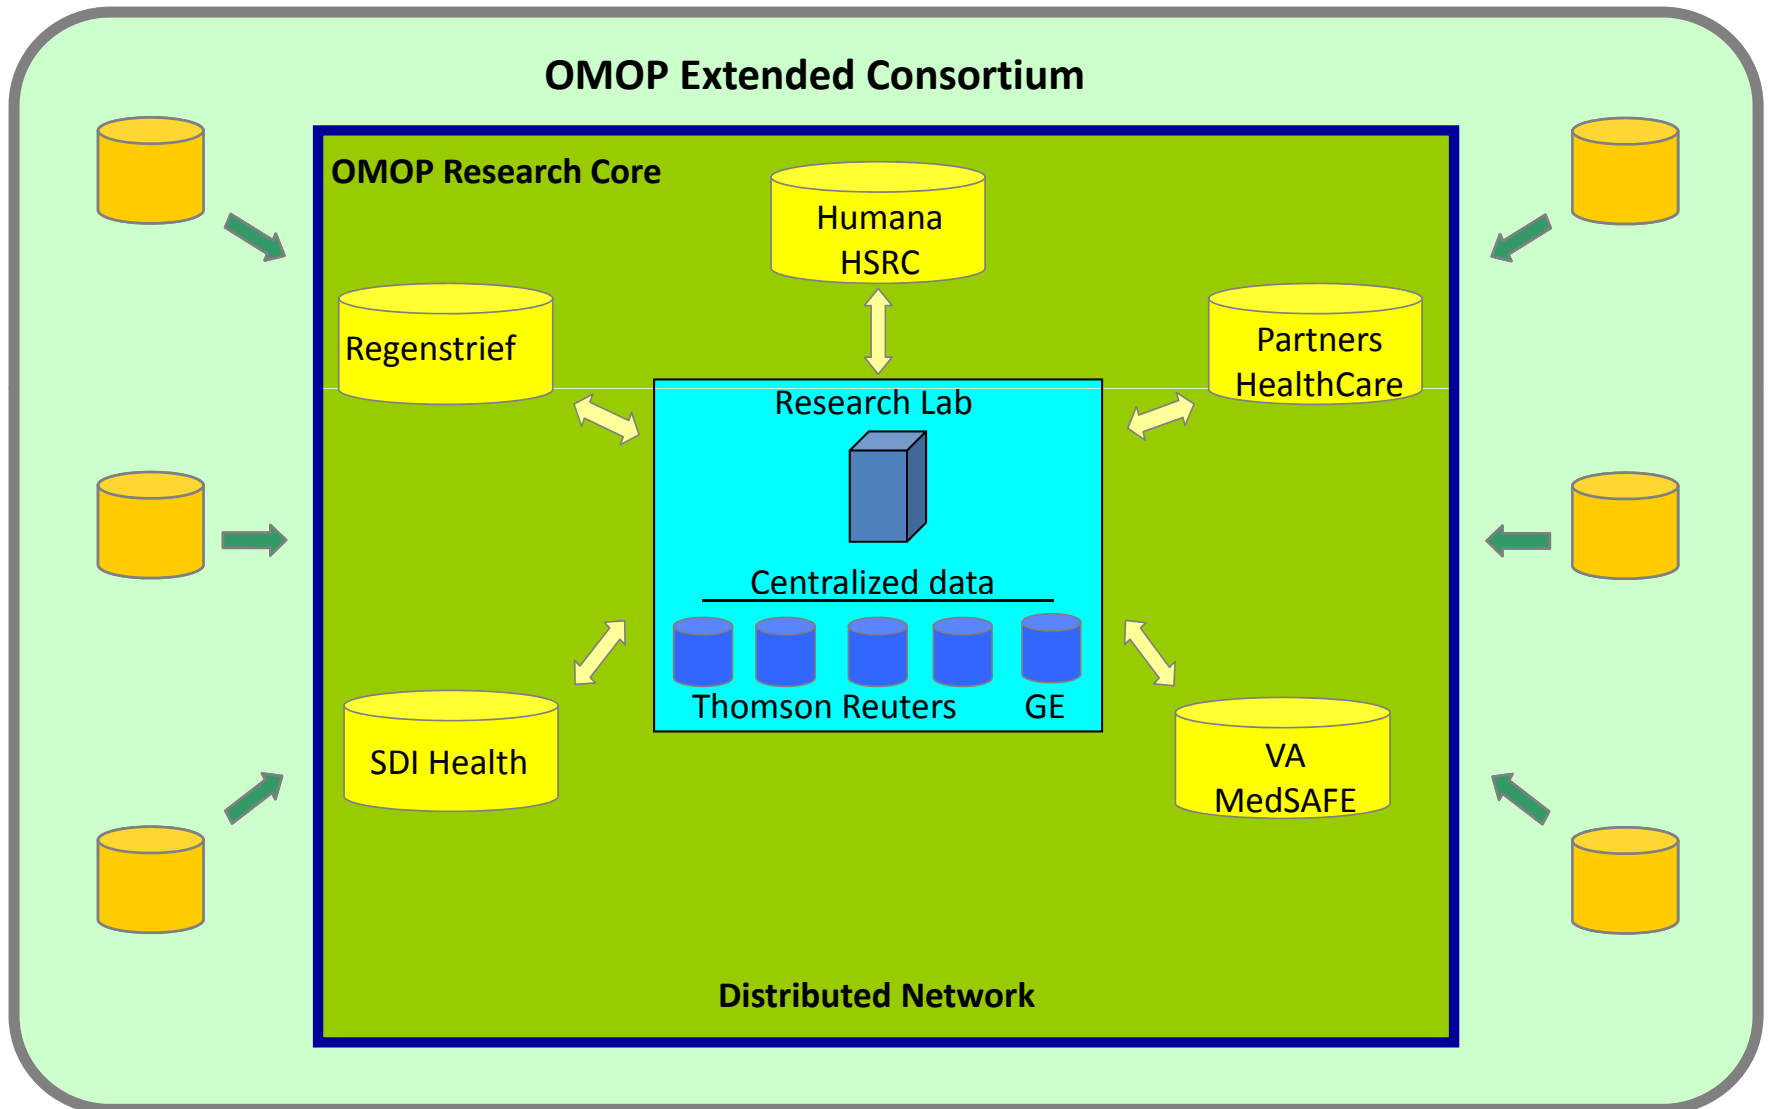 OMOP Extended Consortium
OMOP Research Core
Humana
HSRC
Regenstrief
Partners
HealthCare
Research Lab
Centralized data
Thomson Reuters
GE
SDI Health
VA
MedSAFE
Distributed Network